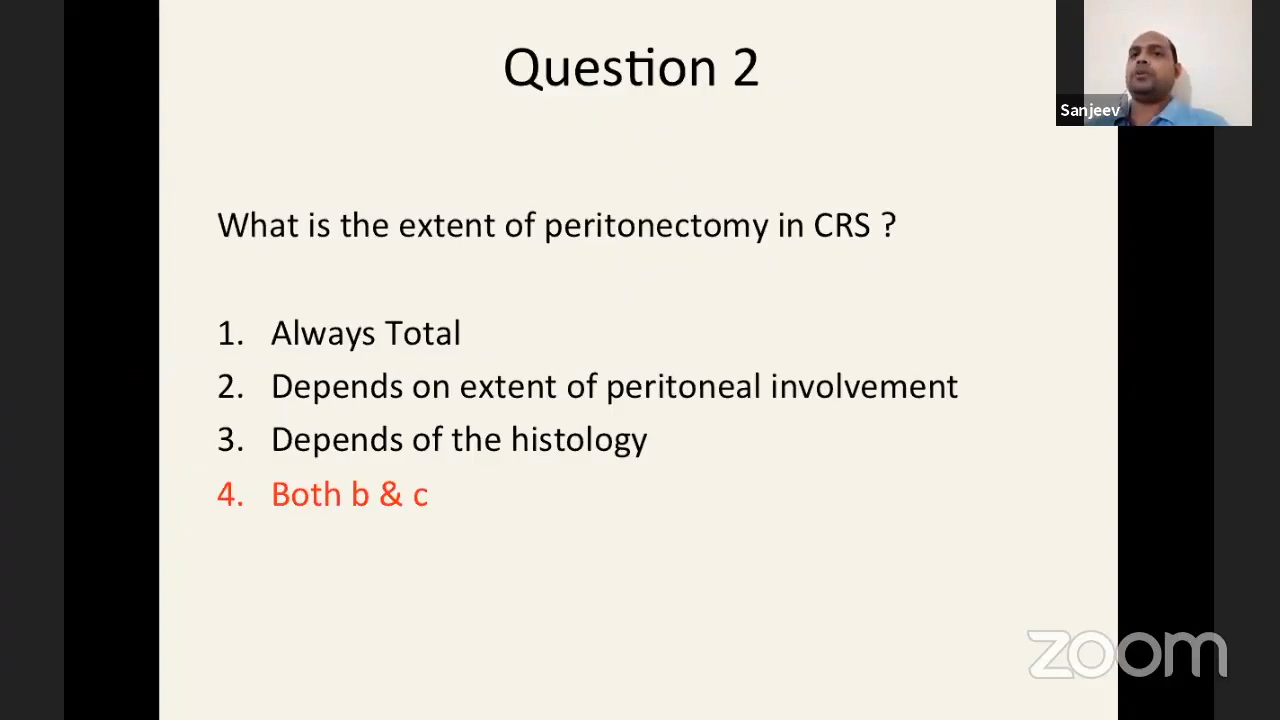 Question 2
Sanjeev
What is the extent of peritonectomy in CRS ?
1. Always Total
2. Depends on extent of peritoneal involvement
3. Depends of the histology
4. Both b & c
zoom